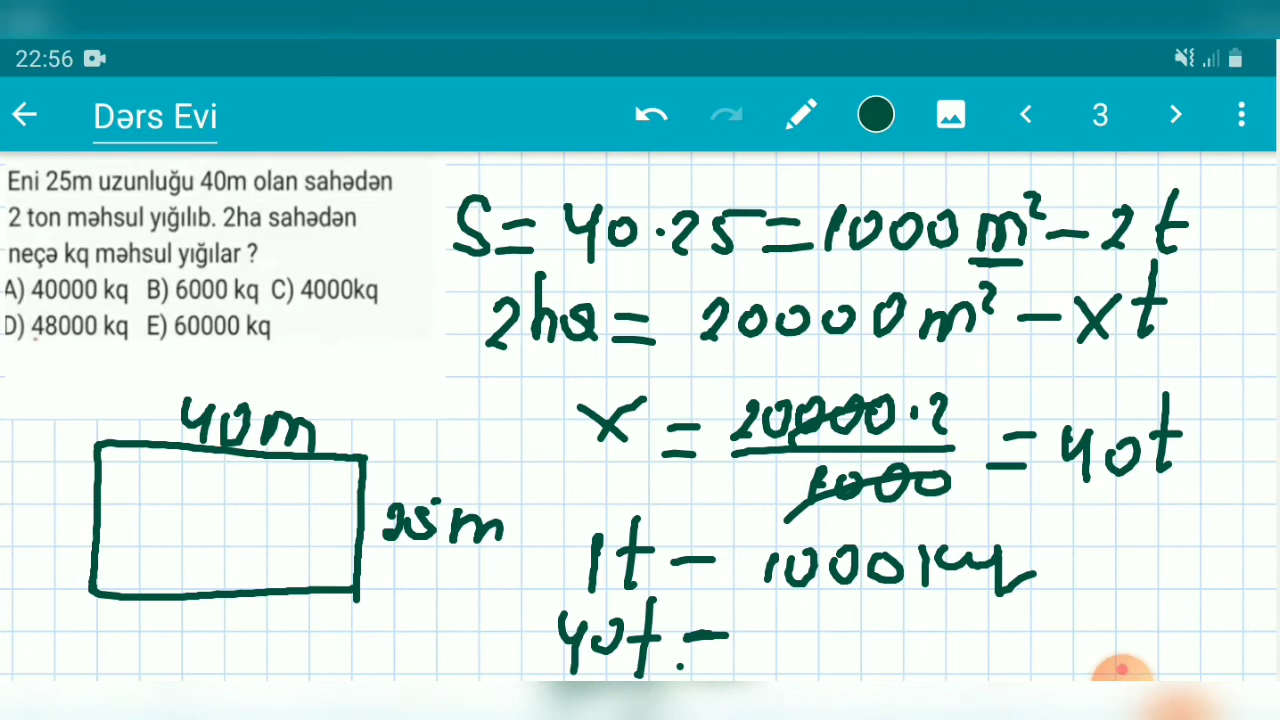 22:56
Dərs Evi
3
Eni 25m uzunluğu 40m olan sahədən
2 ton məhsul yığılıb. 2ha sahədən
neçə kq məhsul yığılar ?
A) 40000 kq B) 6000 kq C) 4000kq
D) 48000 kq E) 60000 kq
S = 40 · 25 = 1000 m² - 2 t
2ha = 20000 m² - x t
x = 20000 · 2 / 1000 = 40t
40m
25m
1t - 1000 kq
40t -